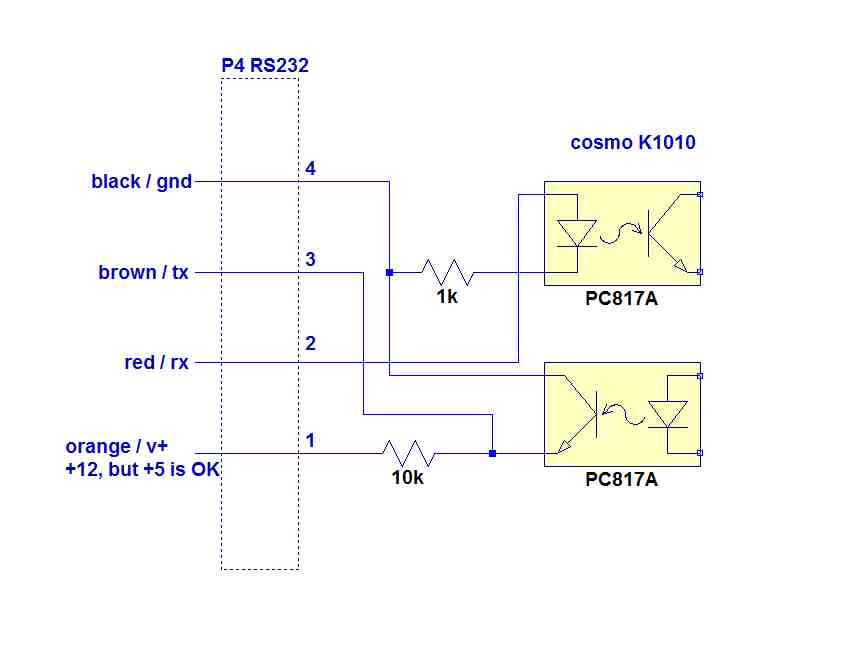 P4 RS232
cosmo K1010
4
black / gnd
3
brown / tx
1k
PC817A
2
red / rx
1
orange / v+
+12, but +5 is OK
10k
PC817A